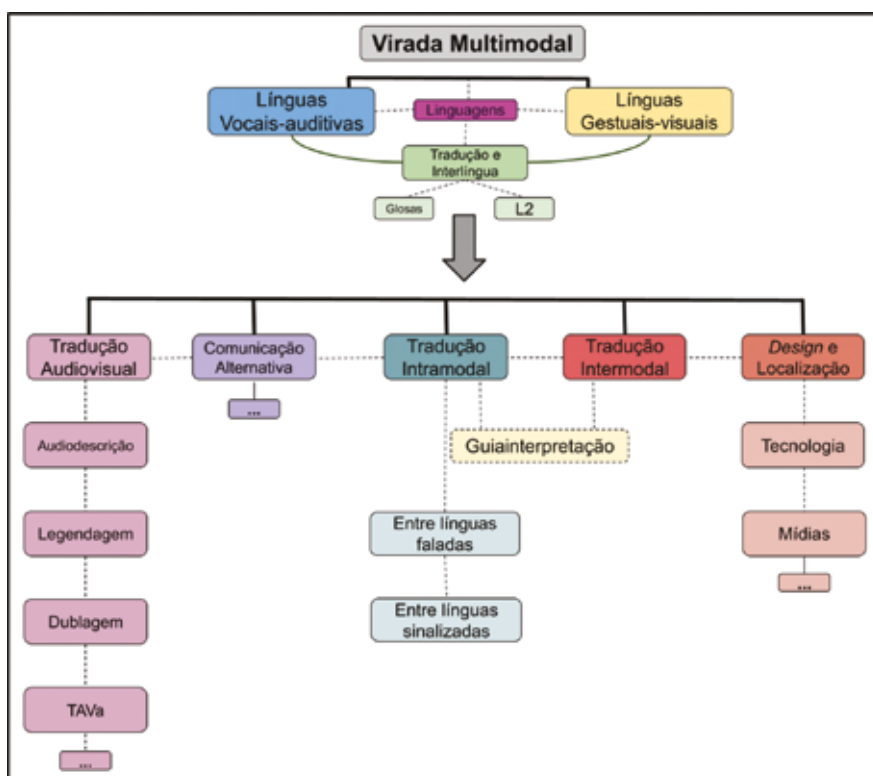 Virada Multimodal
Línguas
Vocais-auditivas
Linguagens
Línguas
Gestuais-visuais
Tradução e
Interlingua
Glosas
L2
Tradução
Audiovisual
Comunicação
Alternativa
Tradução
Intramodal
Tradução
Intermodal
Design e
Localização
...
Audiodescrição
Guiainterpretação
Tecnologia
Legendagem
Entre línguas
faladas
Mídias
...
Dublagem
Entre línguas
sinalizadas
TAVa
...